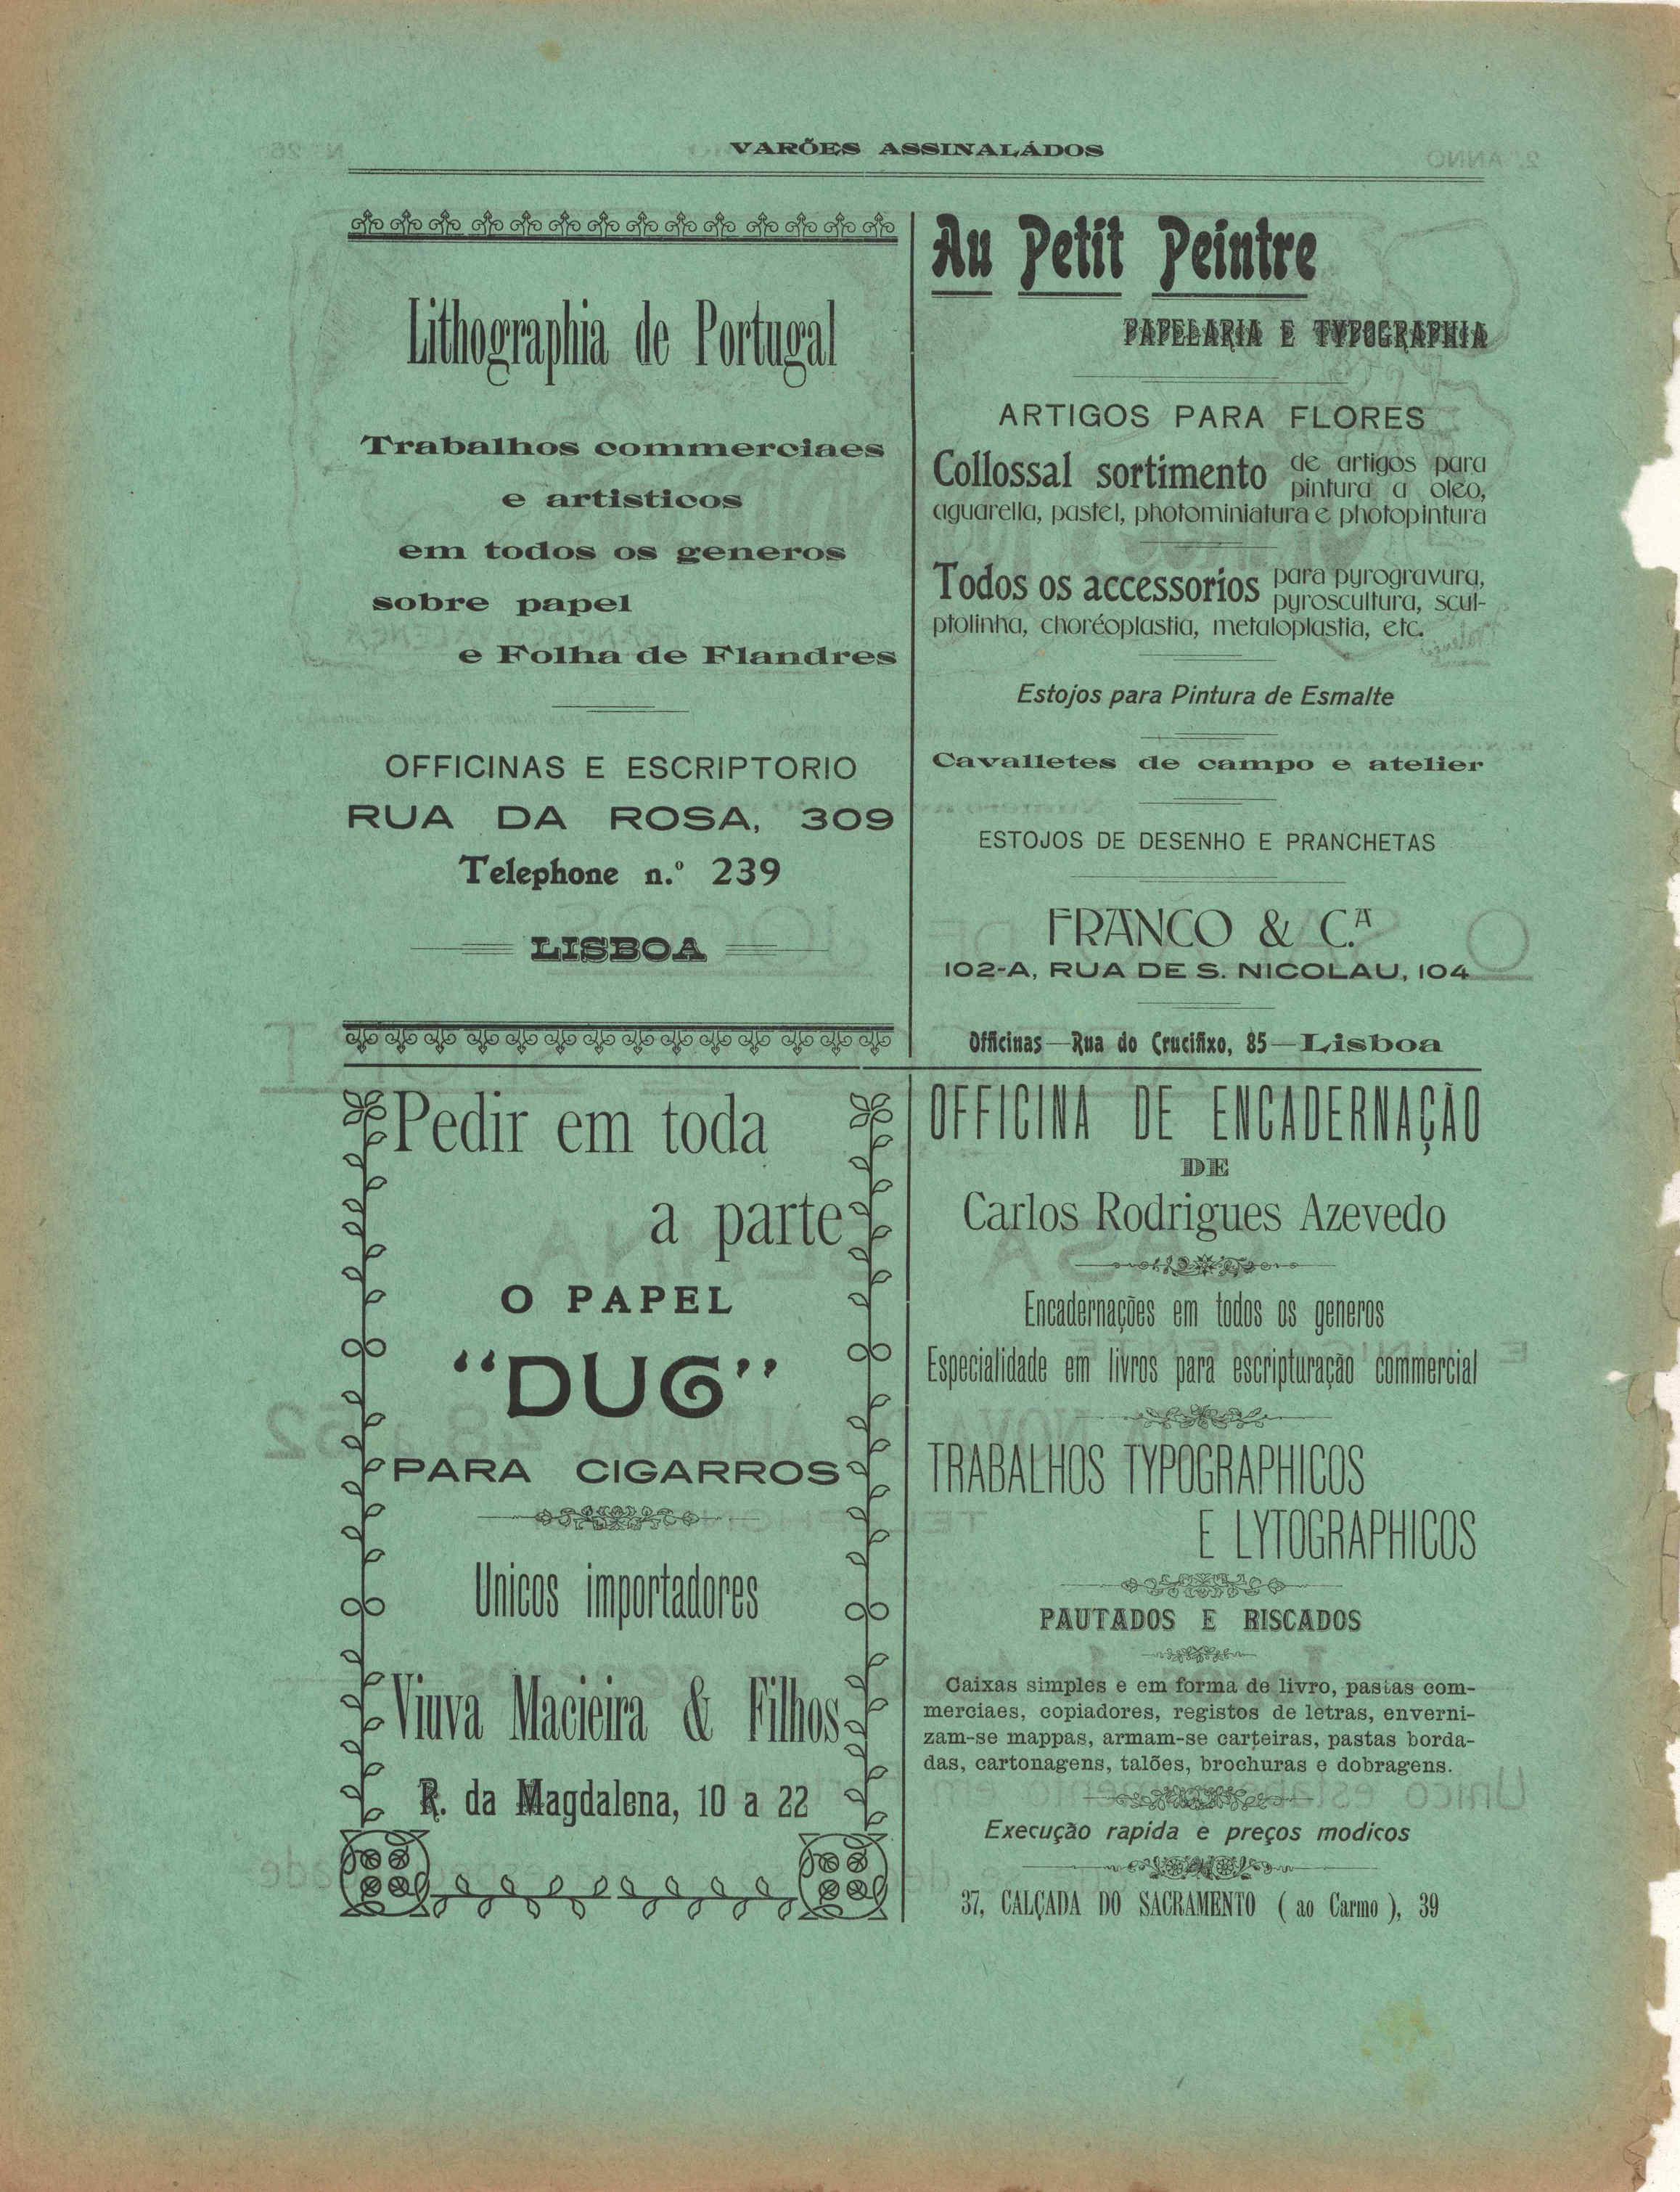 VARÕES ASSINALÁDOS
Lithographia de Portugal
Trabalhos commerciaes
e artisticos
em todos os generos
sobre papel
e Folha de Flandres
OFFICINAS E ESCRIPTORIO
RUA DA ROSA, 309
Telephone n.º 239
LISBOA
Au Petit Peintre
PAPELARIA E TYPOGRAPHIA
ARTIGOS PARA FLORES
Collossal sortimento de artigos para
pintura a oleo,
aguarella, pastel, photominiatura e photopintura
Todos os accessorios para pyrogravura,
pyroscultura, scul-
ptolinha, choréoplastia, metaloplastia, etc.
Estojos para Pintura de Esmalte
Cavalletes de campo e atelier
ESTOJOS DE DESENHO E PRANCHETAS
FRANCO & C.A
102-A, RUA DE S. NICOLAU, 104
Officinas—Rua do Crucifixo, 85—Lisboa
Pedir em toda
a parte
O PAPEL
"DUG"
PARA CIGARROS
Unicos importadores
Viuva Macieira & Filhos
R. da Magdalena, 10 a 22
OFFICINA DE ENCADERNAÇÃO
DE
Carlos Rodrigues Azevedo
Encadernações em todos os generos
Especialidade em livros para escripturação commercial
TRABALHOS TYPOGRAPHICOS
E LYTOGRAPHICOS
PAUTADOS E RISCADOS
Caixas simples e em forma de livro, pastas com-
merciaes, copiadores, registos de letras, enverni-
zam-se mappas, armam-se carteiras, pastas borda-
das, cartonagens, talões, brochuras e dobragens.
Execução rapida e preços modicos
37, CALÇADA DO SACRAMENTO ( ao Carmo ), 39